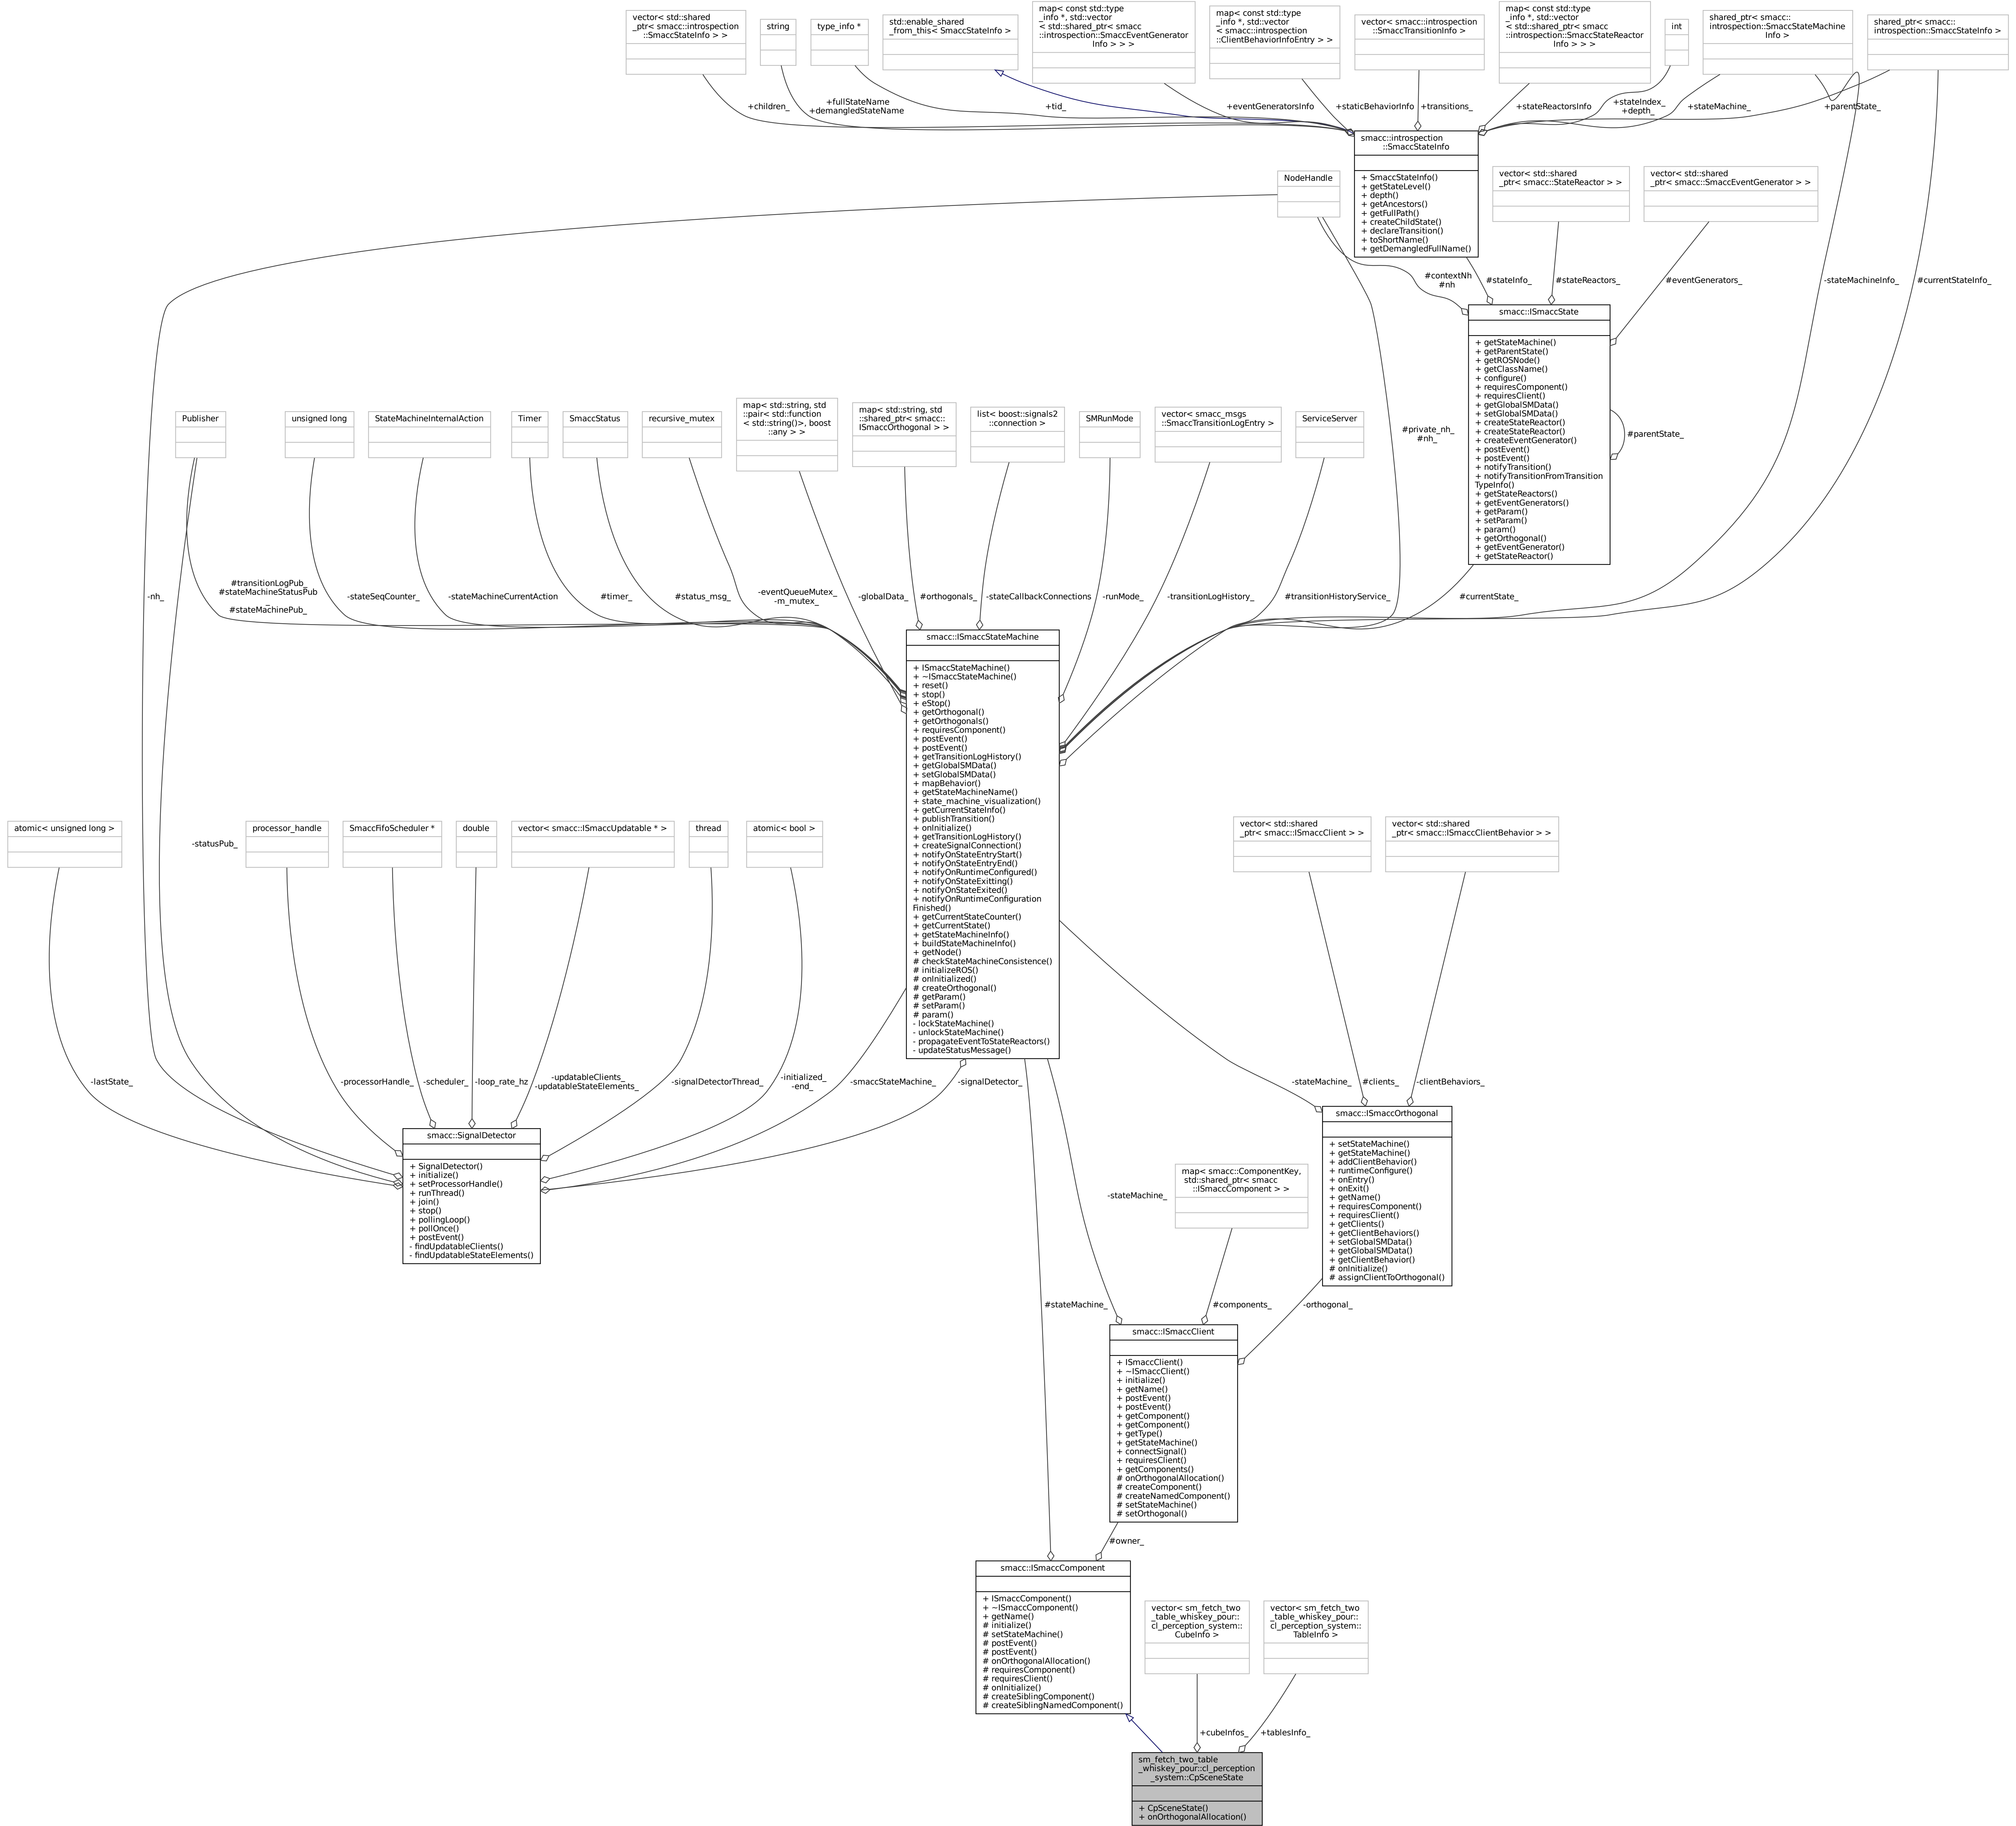 vector< std::shared
_ptr< smacc::introspection
::SmaccStateInfo > >
string
type_info *
std::enable_shared
_from_this< SmaccStateInfo >
map< const std::type
_info *, std::vector
< std::shared_ptr< smacc
::introspection::SmaccEventGenerator
Info > > >
map< const std::type
_info *, std::vector
< smacc::introspection
::ClientBehaviorInfoEntry > >
vector< smacc::introspection
::SmaccTransitionInfo >
map< const std::type
_info *, std::vector
< std::shared_ptr< smacc
::introspection::SmaccStateReactor
Info > > >
int
shared_ptr< smacc::
introspection::SmaccStateMachine
Info >
shared_ptr< smacc::
introspection::SmaccStateInfo >
+children_
+fullStateName
+demangledStateName
+tid_
+eventGeneratorsInfo
+staticBehaviorInfo
+transitions_
+stateReactorsInfo
+stateIndex_
+depth_
+stateMachine_
+parentState_
smacc::introspection
::SmaccStateInfo
+ SmaccStateInfo()
+ getStateLevel()
+ depth()
+ getAncestors()
+ getFullPath()
+ createChildState()
+ declareTransition()
+ toShortName()
+ getDemangledFullName()
NodeHandle
vector< std::shared
_ptr< smacc::StateReactor > >
vector< std::shared
_ptr< smacc::SmaccEventGenerator > >
#contextNh
#nh
#stateInfo_
#stateReactors_
#eventGenerators_
-stateMachineInfo_
#currentStateInfo_
smacc::ISmaccState
+ getStateMachine()
+ getParentState()
+ getROSNode()
+ getClassName()
+ configure()
+ requiresComponent()
+ requiresClient()
+ getGlobalSMData()
+ setGlobalSMData()
+ createStateReactor()
+ createStateReactor()
+ createEventGenerator()
+ postEvent()
+ postEvent()
+ notifyTransition()
+ notifyTransitionFromTransition
TypeInfo()
+ getStateReactors()
+ getEventGenerators()
+ getParam()
+ setParam()
+ param()
+ getOrthogonal()
+ getEventGenerator()
+ getStateReactor()
#parentState_
Publisher
unsigned long
StateMachineInternalAction
Timer
SmaccStatus
recursive_mutex
map< std::string, std
::pair< std::function
< std::string()>, boost
::any > >
map< std::string, std
::shared_ptr< smacc::
ISmaccOrthogonal > >
list< boost::signals2
::connection >
SMRunMode
vector< smacc_msgs
::SmaccTransitionLogEntry >
ServiceServer
#private_nh_
#nh_
-nh_
#transitionLogPub_
#stateMachineStatusPub
_
#stateMachinePub_
-stateSeqCounter_
-stateMachineCurrentAction
#timer_
#status_msg_
-eventQueueMutex_
-m_mutex_
-globalData_
#orthogonals_
-stateCallbackConnections
-runMode_
-transitionLogHistory_
#transitionHistoryService_
#currentState_
smacc::ISmaccStateMachine
+ ISmaccStateMachine()
+ ~ISmaccStateMachine()
+ reset()
+ stop()
+ eStop()
+ getOrthogonal()
+ getOrthogonals()
+ requiresComponent()
+ postEvent()
+ postEvent()
+ getTransitionLogHistory()
+ getGlobalSMData()
+ setGlobalSMData()
+ mapBehavior()
+ getStateMachineName()
+ state_machine_visualization()
+ getCurrentStateInfo()
+ publishTransition()
+ onInitialize()
+ getTransitionLogHistory()
+ createSignalConnection()
+ notifyOnStateEntryStart()
+ notifyOnStateEntryEnd()
+ notifyOnRuntimeConfigured()
+ notifyOnStateExitting()
+ notifyOnStateExited()
+ notifyOnRuntimeConfiguration
Finished()
+ getCurrentStateCounter()
+ getCurrentState()
+ getStateMachineInfo()
+ buildStateMachineInfo()
+ getNode()
# checkStateMachineConsistence()
# initializeROS()
# onInitialized()
# createOrthogonal()
# getParam()
# setParam()
# param()
- lockStateMachine()
- unlockStateMachine()
- propagateEventToStateReactors()
- updateStatusMessage()
atomic< unsigned long >
-statusPub_
processor_handle
SmaccFifoScheduler *
double
vector< smacc::ISmaccUpdatable * >
thread
atomic< bool >
vector< std::shared
_ptr< smacc::ISmaccClient > >
vector< std::shared
_ptr< smacc::ISmaccClientBehavior > >
-lastState_
-processorHandle_
-scheduler_
-loop_rate_hz
-updatableClients_
-updatableStateElements_
-signalDetectorThread_
-initialized_
-end_
-smaccStateMachine_
-signalDetector_
-stateMachine_
#clients_
-clientBehaviors_
smacc::SignalDetector
+ SignalDetector()
+ initialize()
+ setProcessorHandle()
+ runThread()
+ join()
+ stop()
+ pollingLoop()
+ pollOnce()
+ postEvent()
- findUpdatableClients()
- findUpdatableStateElements()
smacc::ISmaccOrthogonal
+ setStateMachine()
+ getStateMachine()
+ addClientBehavior()
+ runtimeConfigure()
+ onEntry()
+ onExit()
+ getName()
+ requiresComponent()
+ requiresClient()
+ getClients()
+ getClientBehaviors()
+ setGlobalSMData()
+ getGlobalSMData()
+ getClientBehavior()
# onInitialize()
# assignClientToOrthogonal()
-stateMachine_
map< smacc::ComponentKey,
std::shared_ptr< smacc
::ISmaccComponent > >
#stateMachine_
#components_
-orthogonal_
smacc::ISmaccClient
+ ISmaccClient()
+ ~ISmaccClient()
+ initialize()
+ getName()
+ postEvent()
+ postEvent()
+ getComponent()
+ getComponent()
+ getType()
+ getStateMachine()
+ connectSignal()
+ requiresClient()
+ getComponents()
# onOrthogonalAllocation()
# createComponent()
# createNamedComponent()
# setStateMachine()
# setOrthogonal()
#owner_
smacc::ISmaccComponent
+ ISmaccComponent()
+ ~ISmaccComponent()
+ getName()
# initialize()
# setStateMachine()
# postEvent()
# postEvent()
# onOrthogonalAllocation()
# requiresComponent()
# requiresClient()
# onInitialize()
# createSiblingComponent()
# createSiblingNamedComponent()
vector< sm_fetch_two
_table_whiskey_pour::
cl_perception_system::
CubeInfo >
vector< sm_fetch_two
_table_whiskey_pour::
cl_perception_system::
TableInfo >
+cubeInfos_
+tablesInfo_
sm_fetch_two_table
_whiskey_pour::cl_perception
_system::CpSceneState
+ CpSceneState()
+ onOrthogonalAllocation()